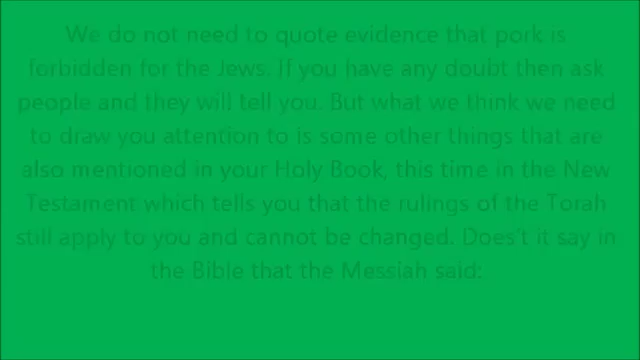 We do not need to quote evidence that pork is
forbidden for the Jews. If you have any doubt then ask
people and they will tell you. But what we think we need
to draw you attention to is some other things that are
also mentioned in your Holy Book, this time in the New
Testament which tells you that the rulings of the Torah
still apply to you and cannot be changed. Does't it say in
the Bible that the Messiah said: